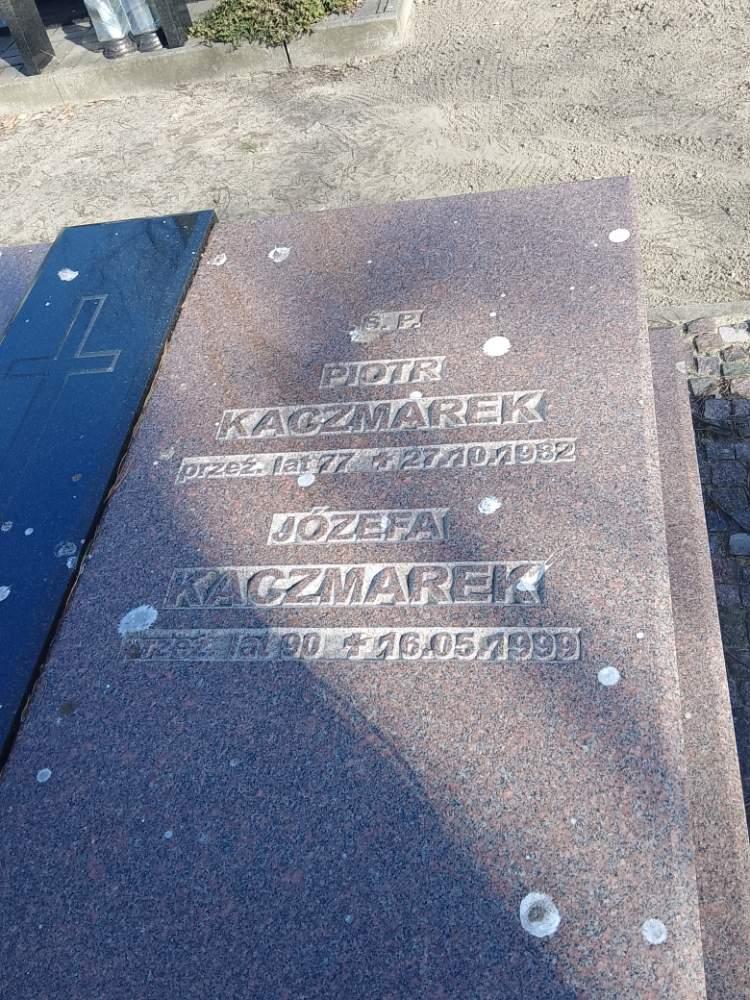 Ś. P.
PIOTR
KACZMAREK
przeż. lat 77 + 27.10.1982
JÓZEFA
KACZMAREK
przeż. lat 90 + 16.05.1999